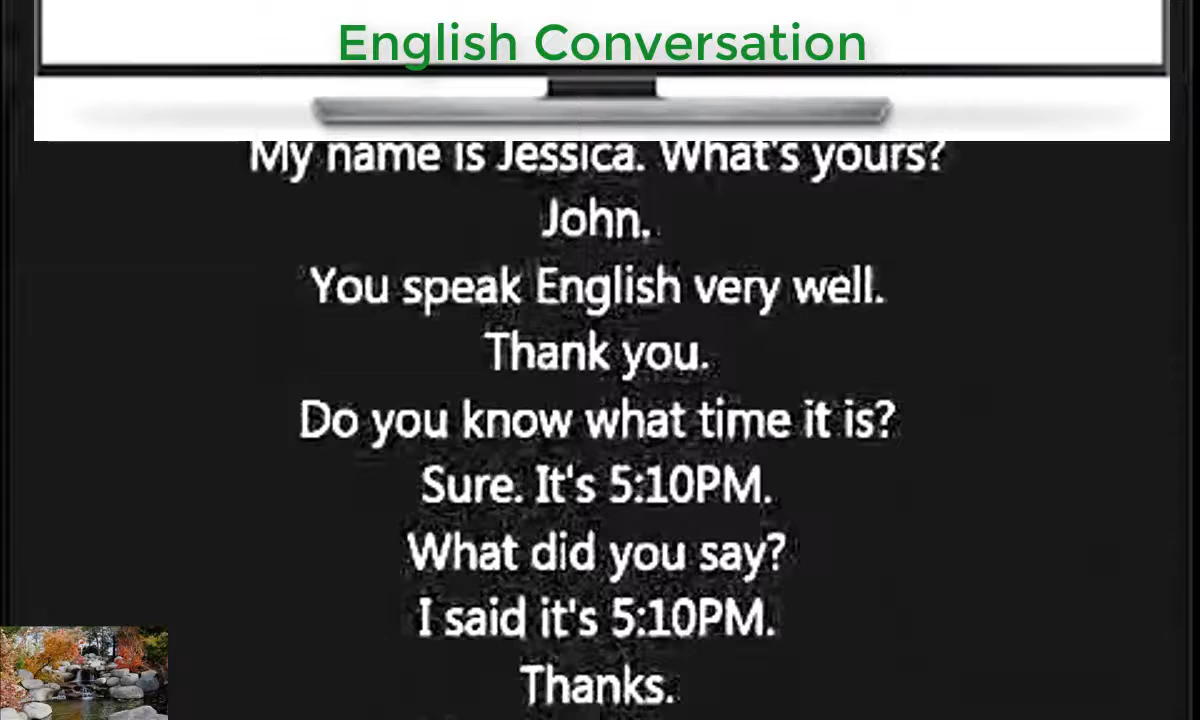 English Conversation
My name is Jessica. What's yours?
John.
You speak English very well.
Thank you.
Do you know what time it is?
Sure. It's 5:10PM.
What did you say?
I said it's 5:10PM.
Thanks.